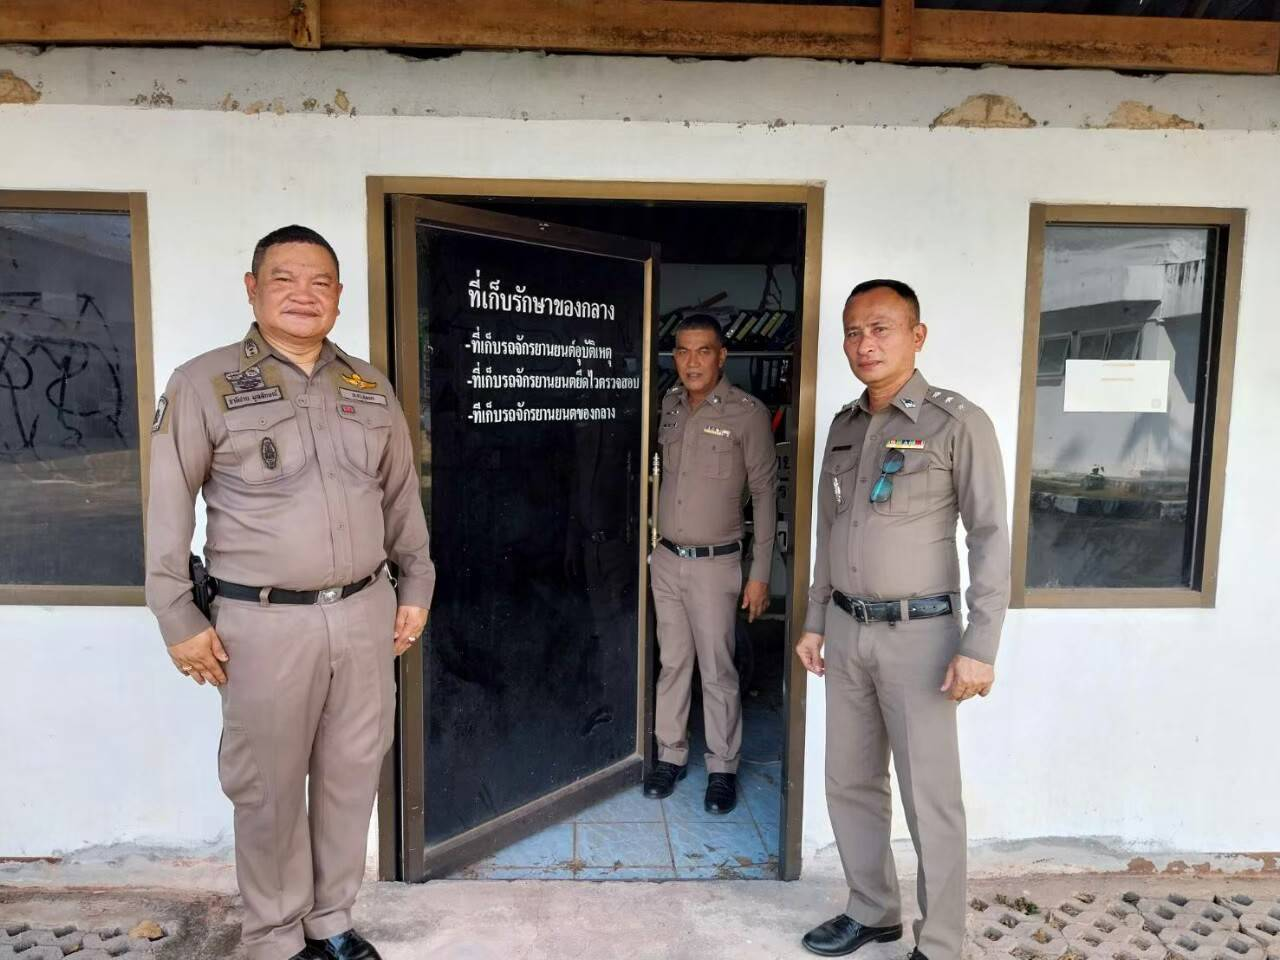 ที่เก็บรักษาของกลาง
-ที่เก็บรถจักรยานยนต์อุบัติเหตุ
-ที่เก็บรถจักรยานยนตยึดไว้ตรวจสอบ
-ที่เก็บรถจักรยานยนตของกลาง